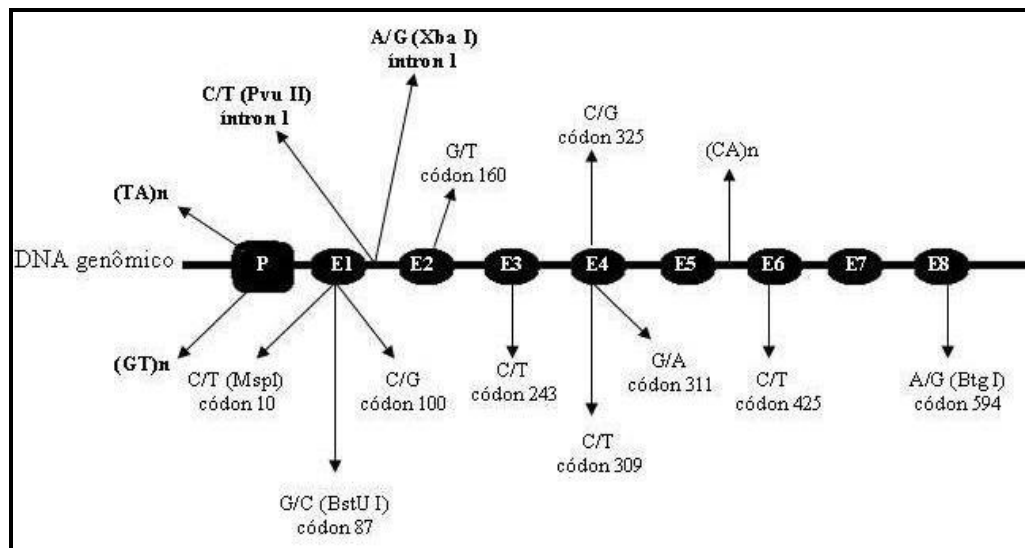 A/G (Xba I)
íntron 1
C/T (Pvu II)
íntron 1
C/G
códon 325
G/T
códon 160
(CA)n
(TA)n
DNA genômico
P
E1
E2
E3
E4
E5
E6
E7
E8
(GT)n
C/T (MspI)
códon 10
C/G
códon 100
C/T
códon 243
G/A
códon 311
C/T
códon 425
A/G (Btg I)
códon 594
C/T
códon 309
G/C (BstU I)
códon 87